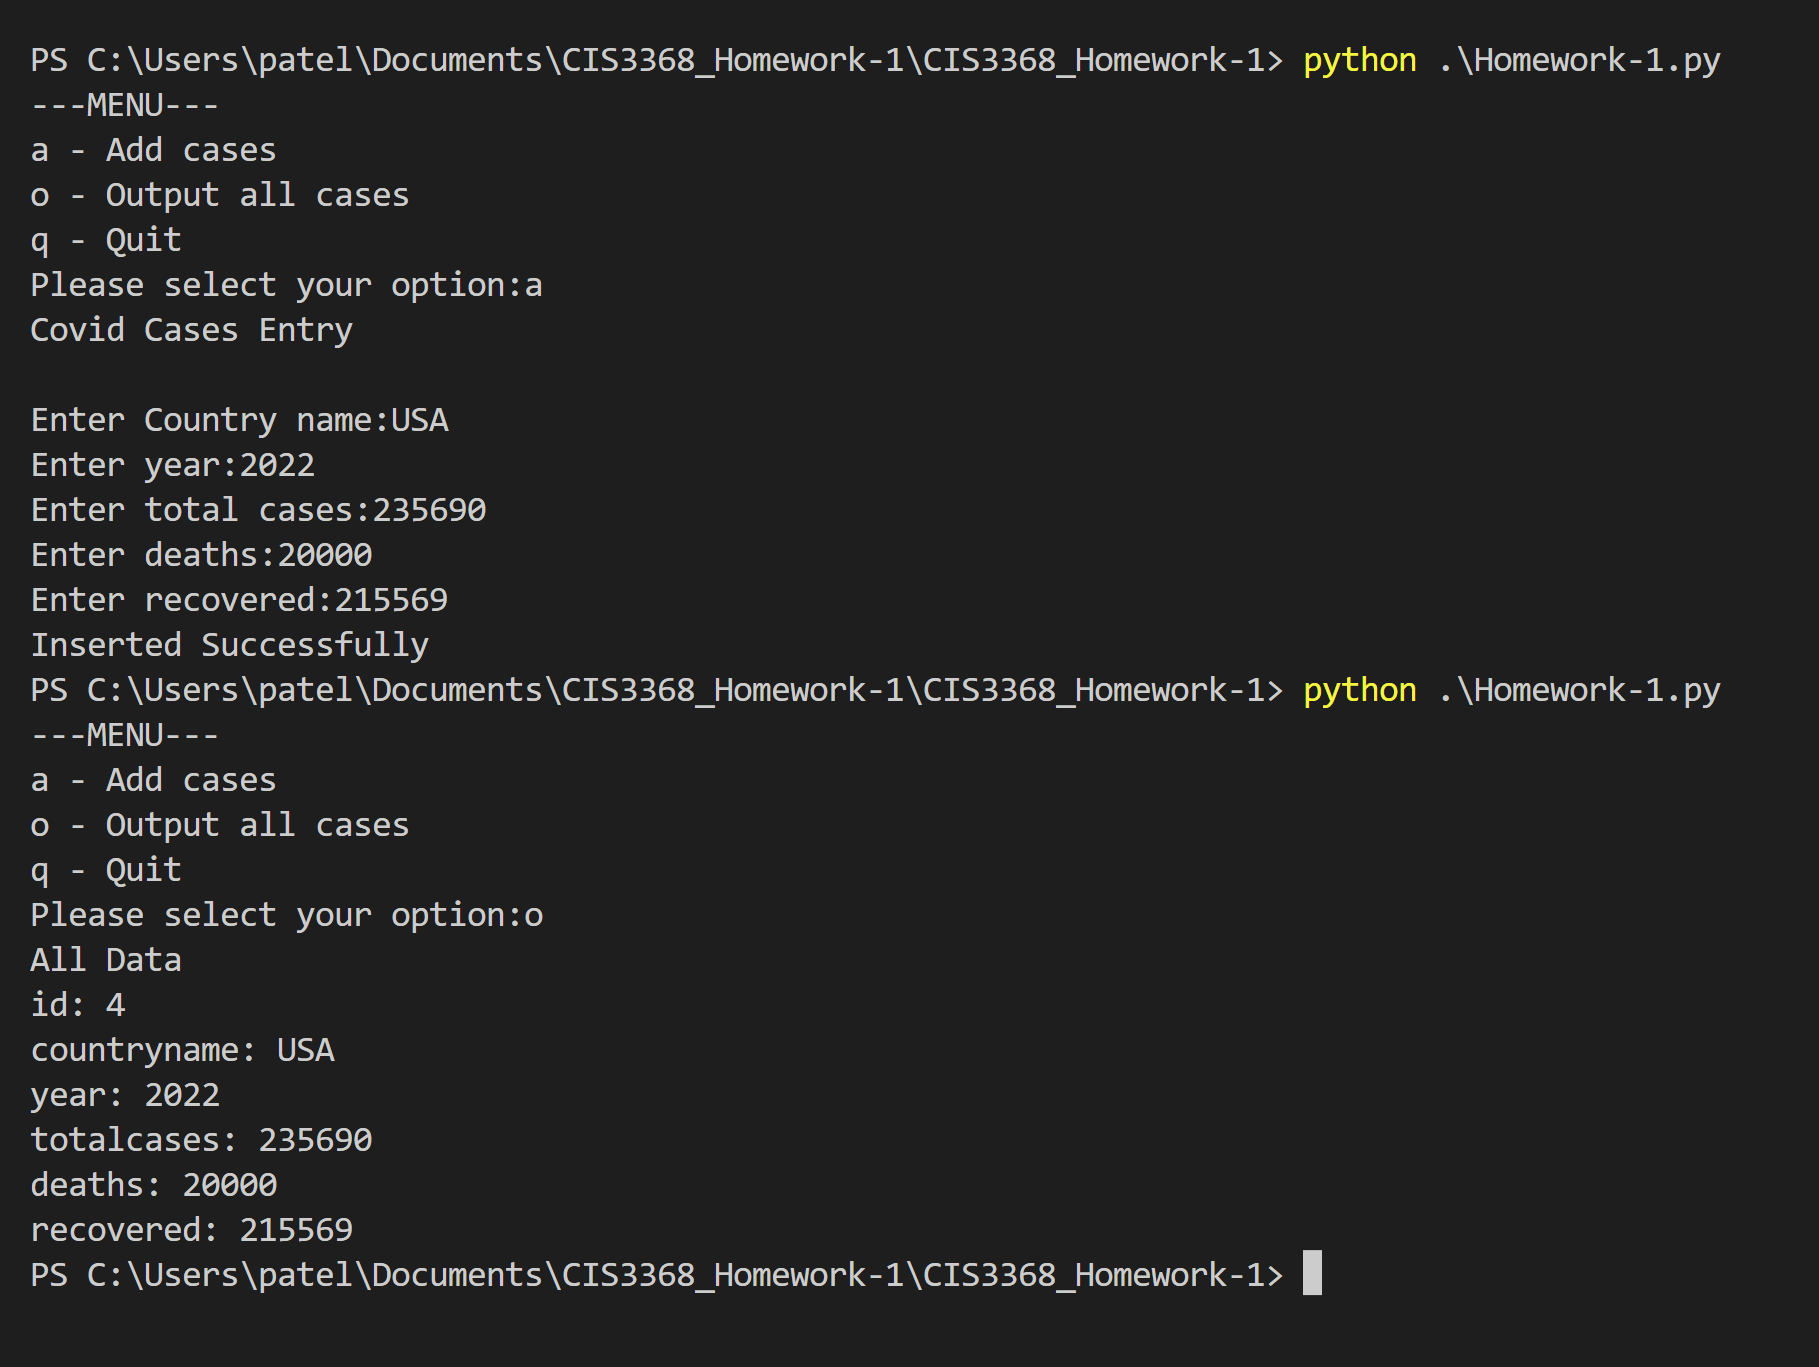 PS C:\Users\patel\Documents\CIS3368_Homework-1\CIS3368_Homework-1> python .\Homework-1.py
---MENU---
a - Add cases
o - Output all cases
q - Quit
Please select your option:a
Covid Cases Entry

Enter Country name:USA
Enter year:2022
Enter total cases:235690
Enter deaths:20000
Enter recovered:215569
Inserted Successfully
PS C:\Users\patel\Documents\CIS3368_Homework-1\CIS3368_Homework-1> python .\Homework-1.py
---MENU---
a - Add cases
o - Output all cases
q - Quit
Please select your option:o
All Data
id: 4
countryname: USA
year: 2022
totalcases: 235690
deaths: 20000
recovered: 215569
PS C:\Users\patel\Documents\CIS3368_Homework-1\CIS3368_Homework-1>